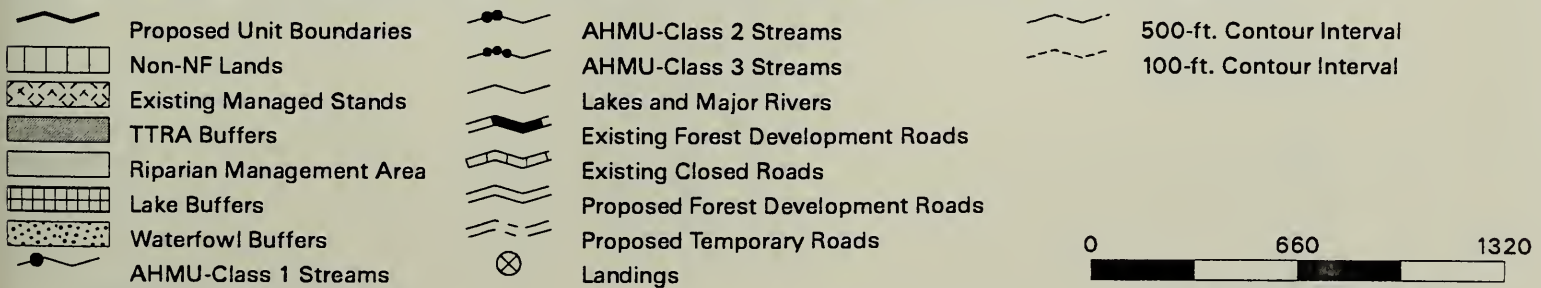 Proposed Unit Boundaries
Non-NF Lands
Existing Managed Stands
TTRA Buffers
Riparian Management Area
Lake Buffers
Waterfowl Buffers
AHMU-Class 1 Streams
AHMU-Class 2 Streams
AHMU-Class 3 Streams
Lakes and Major Rivers
Existing Forest Development Roads
Existing Closed Roads
Proposed Forest Development Roads
Proposed Temporary Roads
Landings
500-ft. Contour Interval
100-ft. Contour Interval
0 660 1320